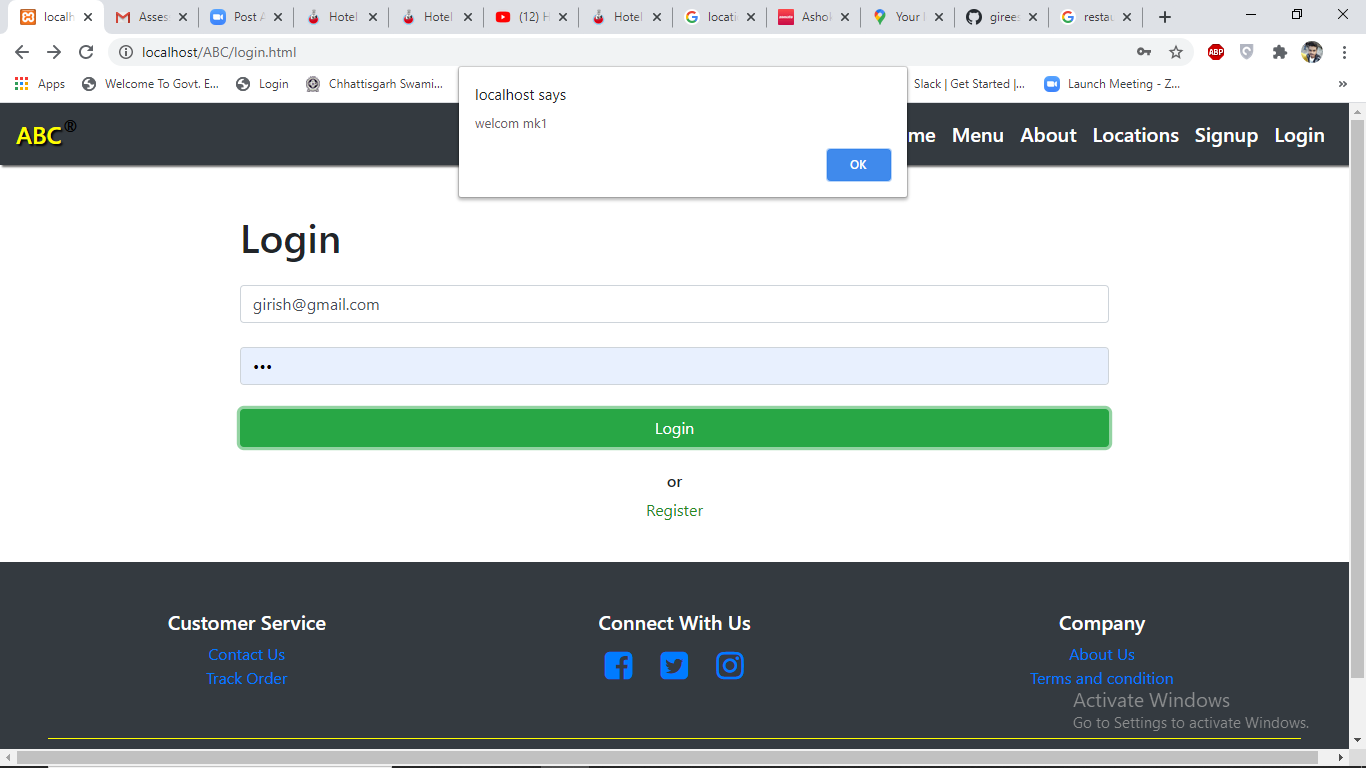 localh
Asses
Post A
Hotel
Hotel
(12) H
Hotel
locati
Ashok
Your
giree
restau
localhost/ABC/login.html
ABP
Apps
Welcome To Govt. E...
Login
Chhattisgarh Swami...
Slack | Get Started |...
Launch Meeting - Z...
»
localhost says
welcom mk1
OK
ABC®
me Menu About Locations Signup Login
Login
girish@gmail.com
•••
Login
or
Register
Customer Service
Contact Us
Track Order
Connect With Us
Company
About Us
Terms and condition
Activate Windows
Go to Settings to activate Windows.